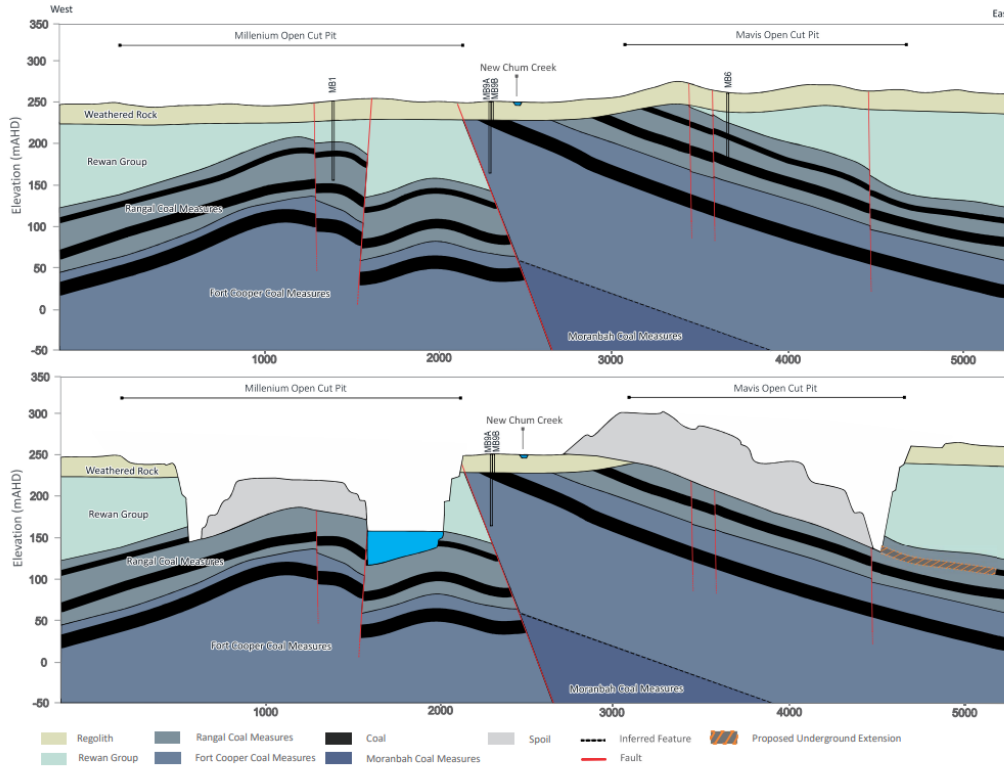 West
Eas
350
Millenium Open Cut Pit
Mavis Open Cut Pit
300
New Chum Creek
MB1
MB9A
MB9B
MB6
250
Weathered Rock
200
Rewan Group
Elevation (mAHD)
150
Rangal Coal Measures
100
50
Fort Cooper Coal Measures
0
Moranbah Coal Measures
-50
1000
2000
3000
4000
5000
350
Millenium Open Cut Pit
Mavis Open Cut Pit
300
New Chum Creek
MB9A
MB9B
250
Weathered Rock
200
Rewan Group
Elevation (mAHD)
150
Rangal Coal Measures
100
50
Fort Cooper Coal Measures
0
Moranbah Coal Measures
-50
1000
2000
3000
4000
5000
Regolith
Rangal Coal Measures
Coal
Spoil
Inferred Feature
Proposed Underground Extension
Rewan Group
Fort Cooper Coal Measures
Moranbah Coal Measures
Fault